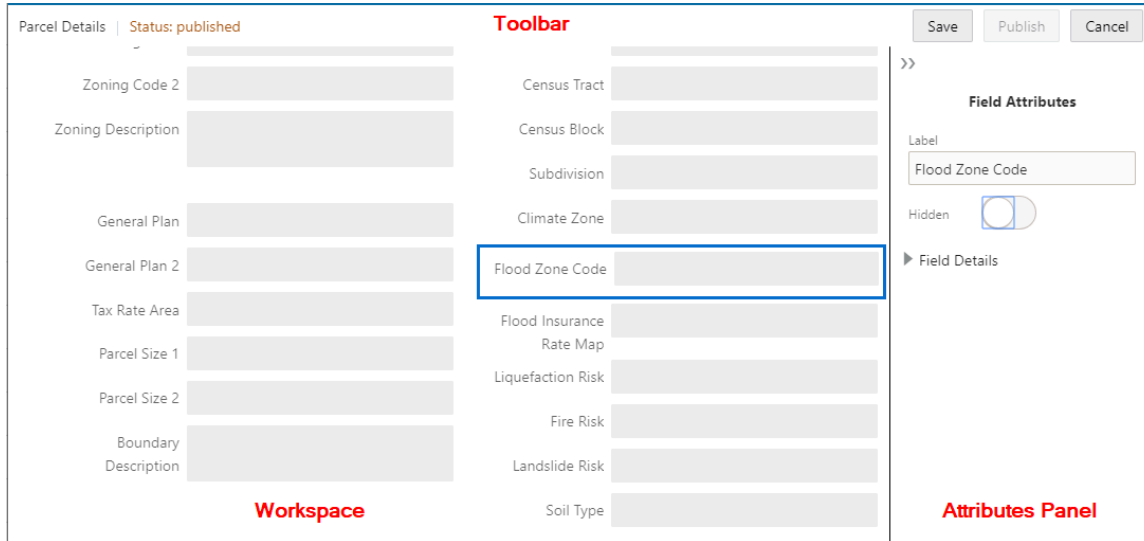 Parcel Details | Status: published
Toolbar
Save
Publish
Cancel
Zoning Code 2
Zoning Description
General Plan
General Plan 2
Tax Rate Area
Parcel Size 1
Parcel Size 2
Boundary
Description
Workspace
Census Tract
Census Block
Subdivision
Climate Zone
Flood Zone Code
Flood Insurance
Rate Map
Liquefaction Risk
Fire Risk
Landslide Risk
Soil Type
Field Attributes
Label
Flood Zone Code
Hidden
Field Details
Attributes Panel